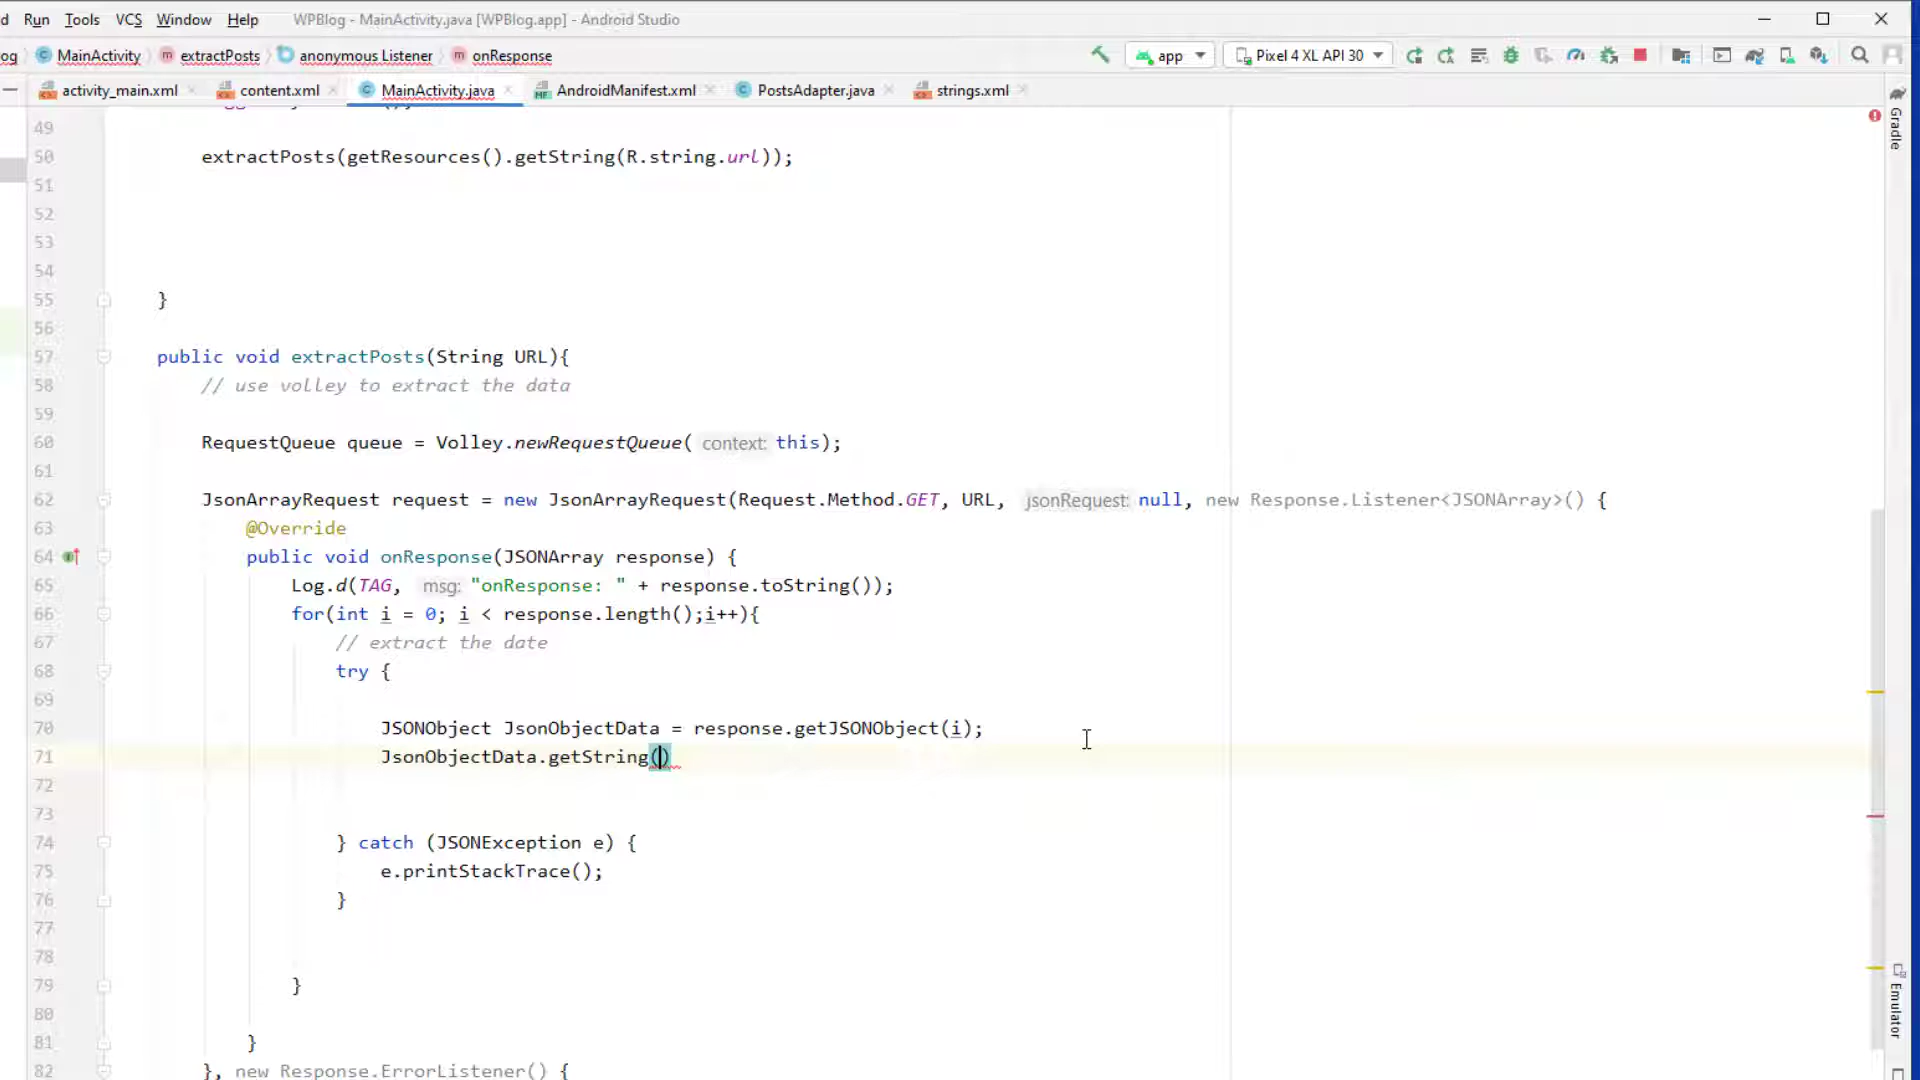 d Run Tools VCS Window Help WPBlog - MainActivity.java [WPBlog.app] - Android Studio
og MainActivity extractPosts anonymous Listener onResponse app Pixel 4 XL API 30
activity_main.xml content.xml MainActivity.java AndroidManifest.xml PostsAdapter.java strings.xml
Gradle
49
50 extractPosts(getResources().getString(R.string.url));
51
52
53
54
55 }
56
57 public void extractPosts(String URL){
58 // use volley to extract the data
59
60 RequestQueue queue = Volley.newRequestQueue( context: this);
61
62 JsonArrayRequest request = new JsonArrayRequest(Request.Method.GET, URL, jsonRequest: null, new Response.Listener<JSONArray>() {
63 @Override
64 public void onResponse(JSONArray response) {
65 Log.d(TAG, msg: "onResponse: " + response.toString());
66 for(int i = 0; i < response.length();i++){
67 // extract the date
68 try {
69
70 JSONObject JsonObjectData = response.getJSONObject(i);
71 JsonObjectData.getString()
72
73
74 } catch (JSONException e) {
75 e.printStackTrace();
76 }
77
78
79 }
80
81 }
82 }, new Response.ErrorListener() {
Emulator